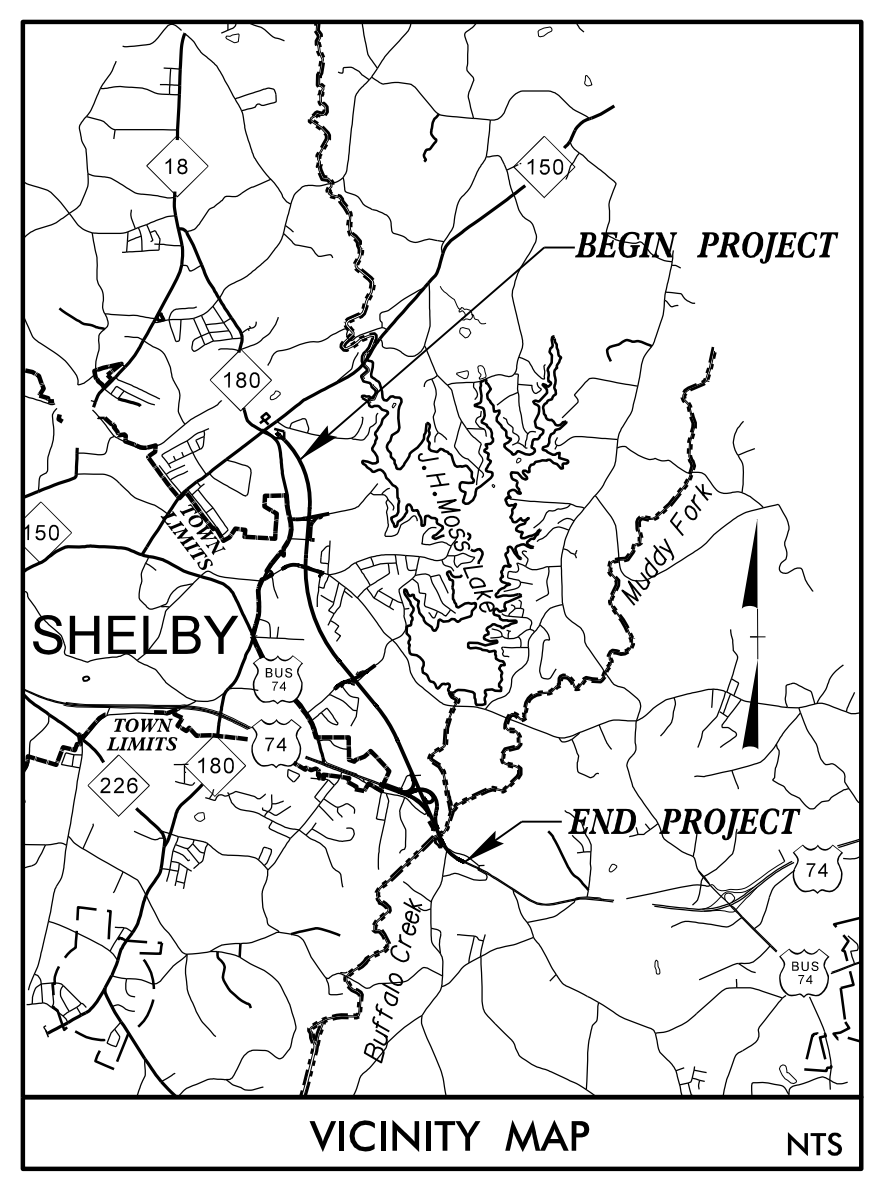 18
150
BEGIN PROJECT
180
J.H. Moss Lake
Muddy Fork
TOWN
LIMITS
150
SHELBY
BUS
74
TOWN
LIMITS
74
180
226
END PROJECT
74
Buffalo Creek
BUS
74
VICINITY MAP
NTS